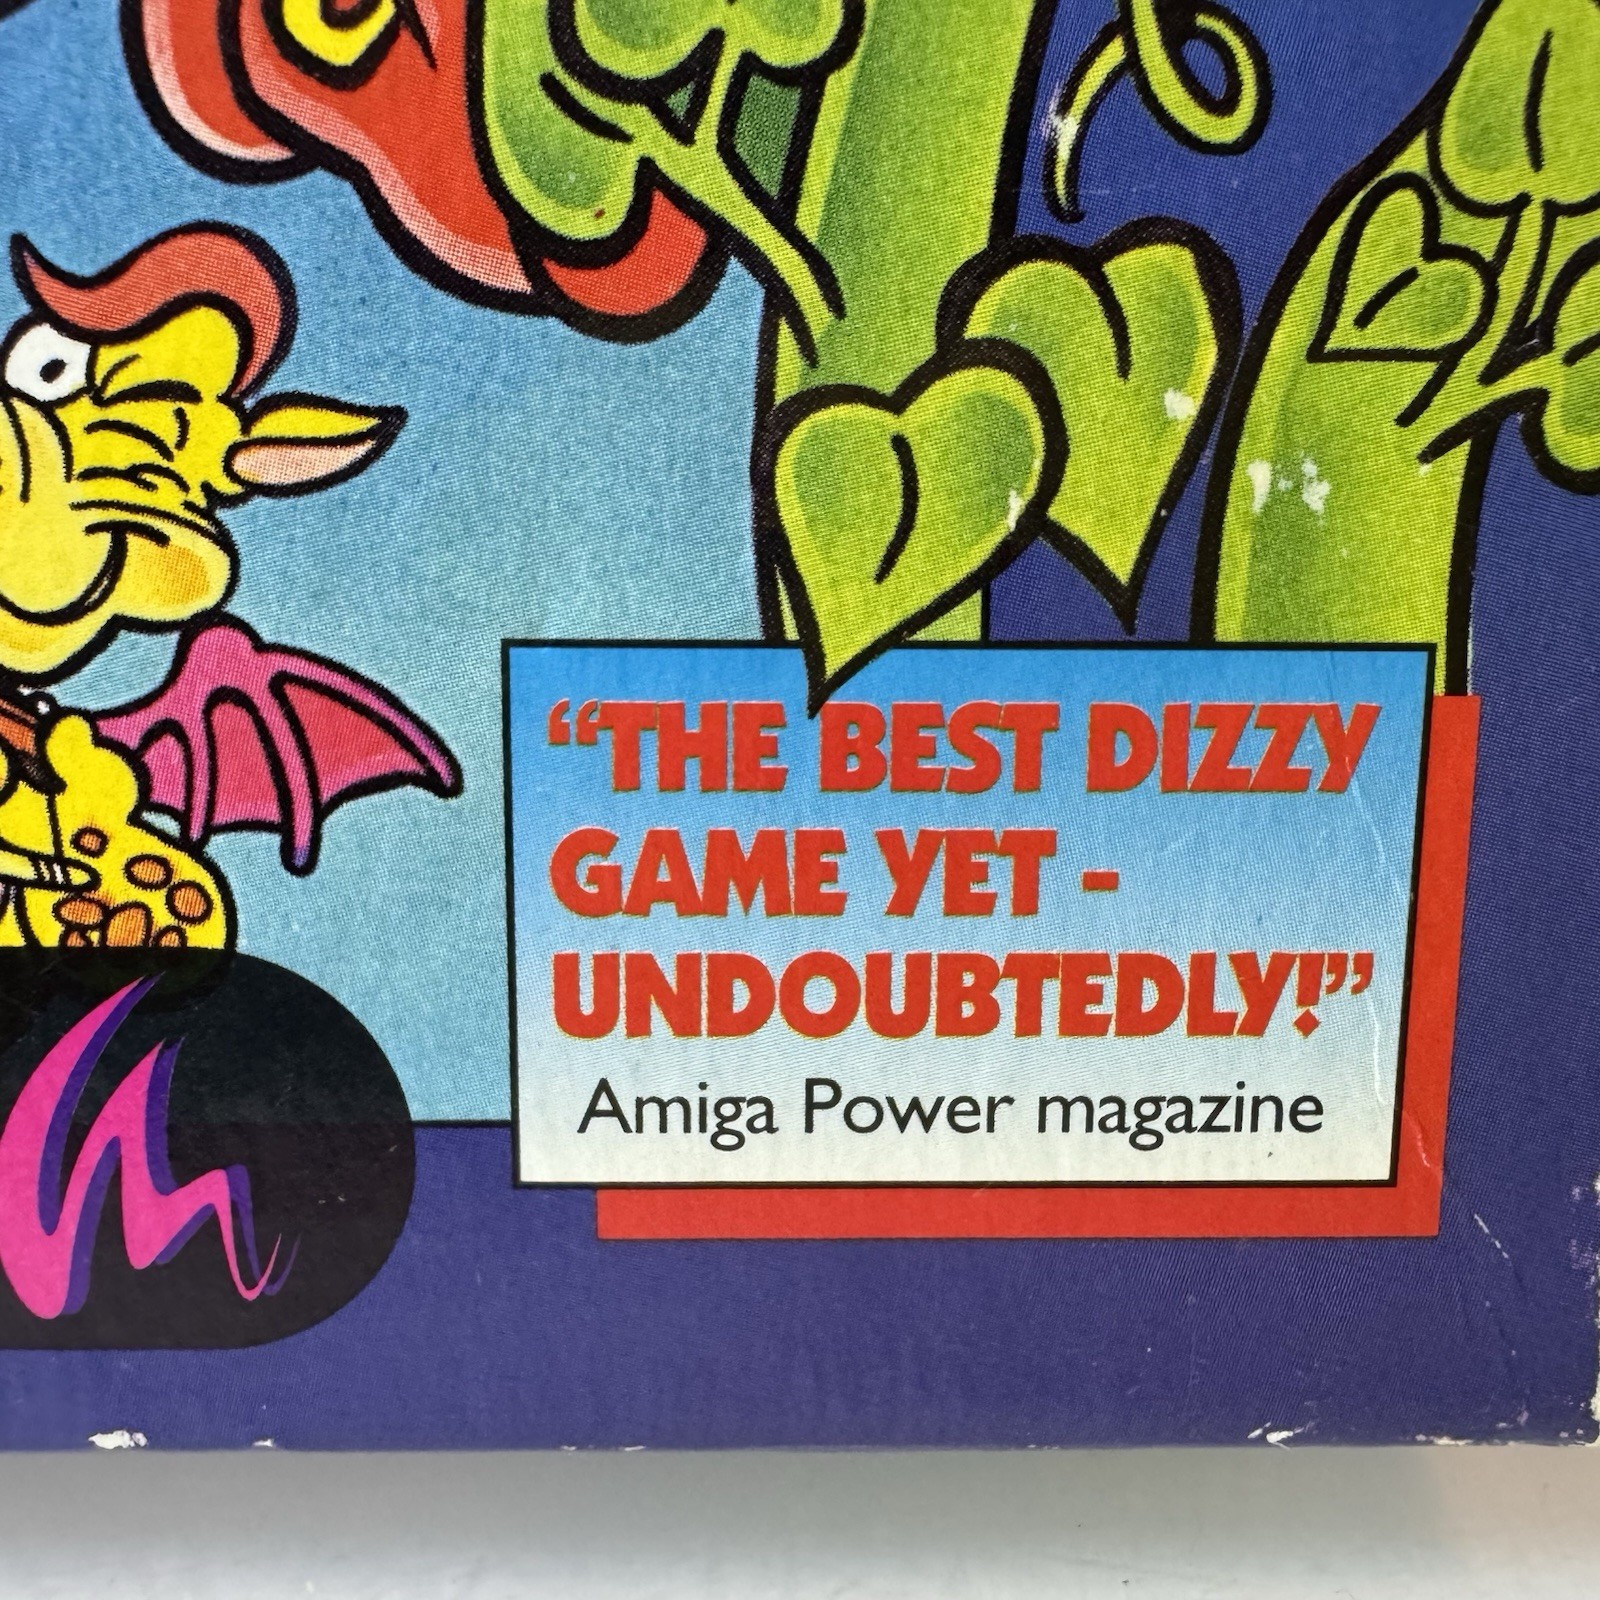 “THE BEST DIZZY
GAME YET -
UNDOUBTEDLY!”
Amiga Power magazine